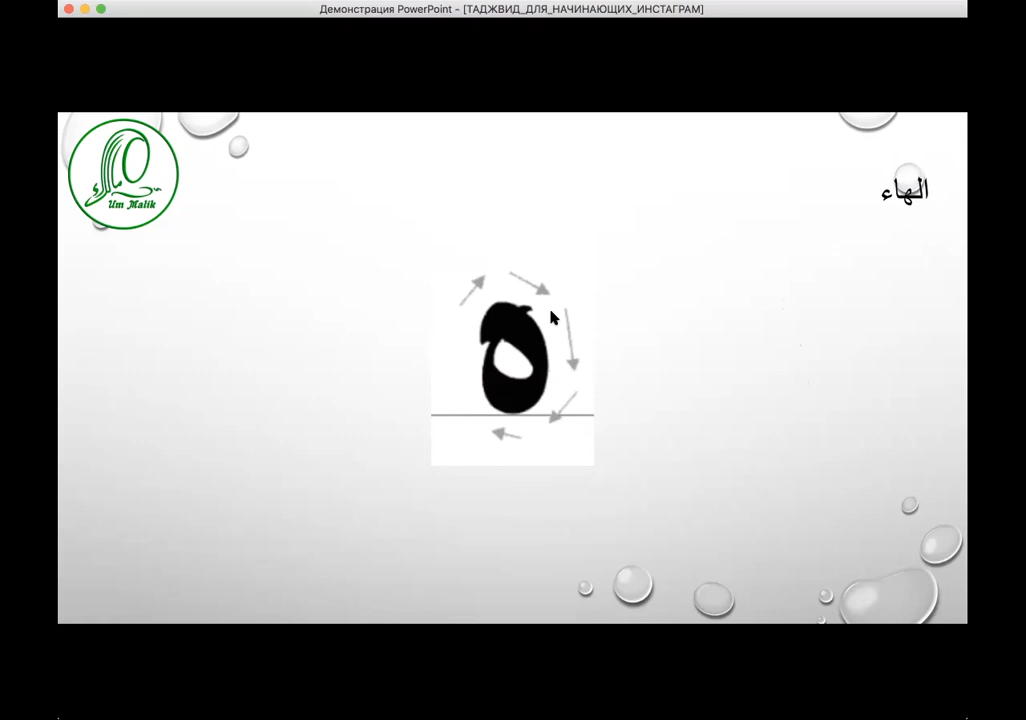 Демонстрация PowerPoint - [ТАДЖВИД_ДЛЯ_НАЧИНАЮЩИХ_ИНСТАГРАМ]
الهاء
Um Malik
ه